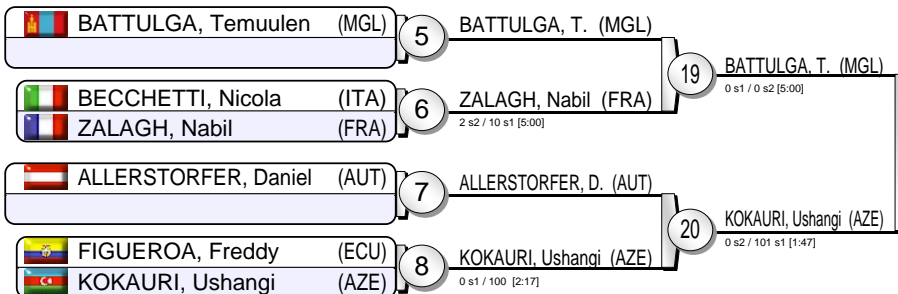 BATTULGA, Temuulen (MGL)
5
BATTULGA, T. (MGL)
19
BATTULGA, T. (MGL)
0 s1 / 0 s2 [5:00]
BECCHETTI, Nicola (ITA)
6
ZALAGH, Nabil (FRA)
2 s2 / 10 s1 [5:00]
ZALAGH, Nabil (FRA)
ALLERSTORFER, Daniel (AUT)
7
ALLERSTORFER, D. (AUT)
20
KOKAURI, Ushangi (AZE)
0 s2 / 101 s1 [1:47]
FIGUEROA, Freddy (ECU)
8
KOKAURI, Ushangi (AZE)
0 s1 / 100 [2:17]
KOKAURI, Ushangi (AZE)